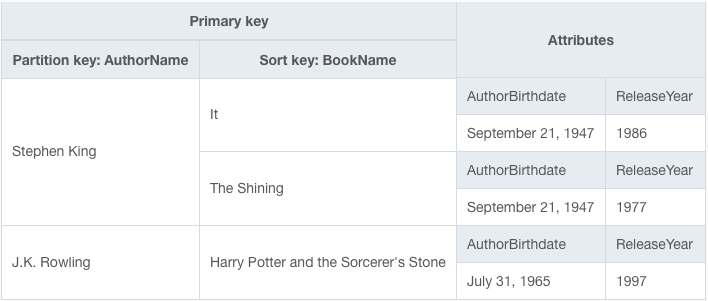 Primary key
Attributes
Partition key: AuthorName
Sort key: BookName
AuthorBirthdate
ReleaseYear
It
September 21, 1947
1986
Stephen King
AuthorBirthdate
ReleaseYear
The Shining
September 21, 1947
1977
AuthorBirthdate
ReleaseYear
J.K. Rowling
Harry Potter and the Sorcerer's Stone
July 31, 1965
1997